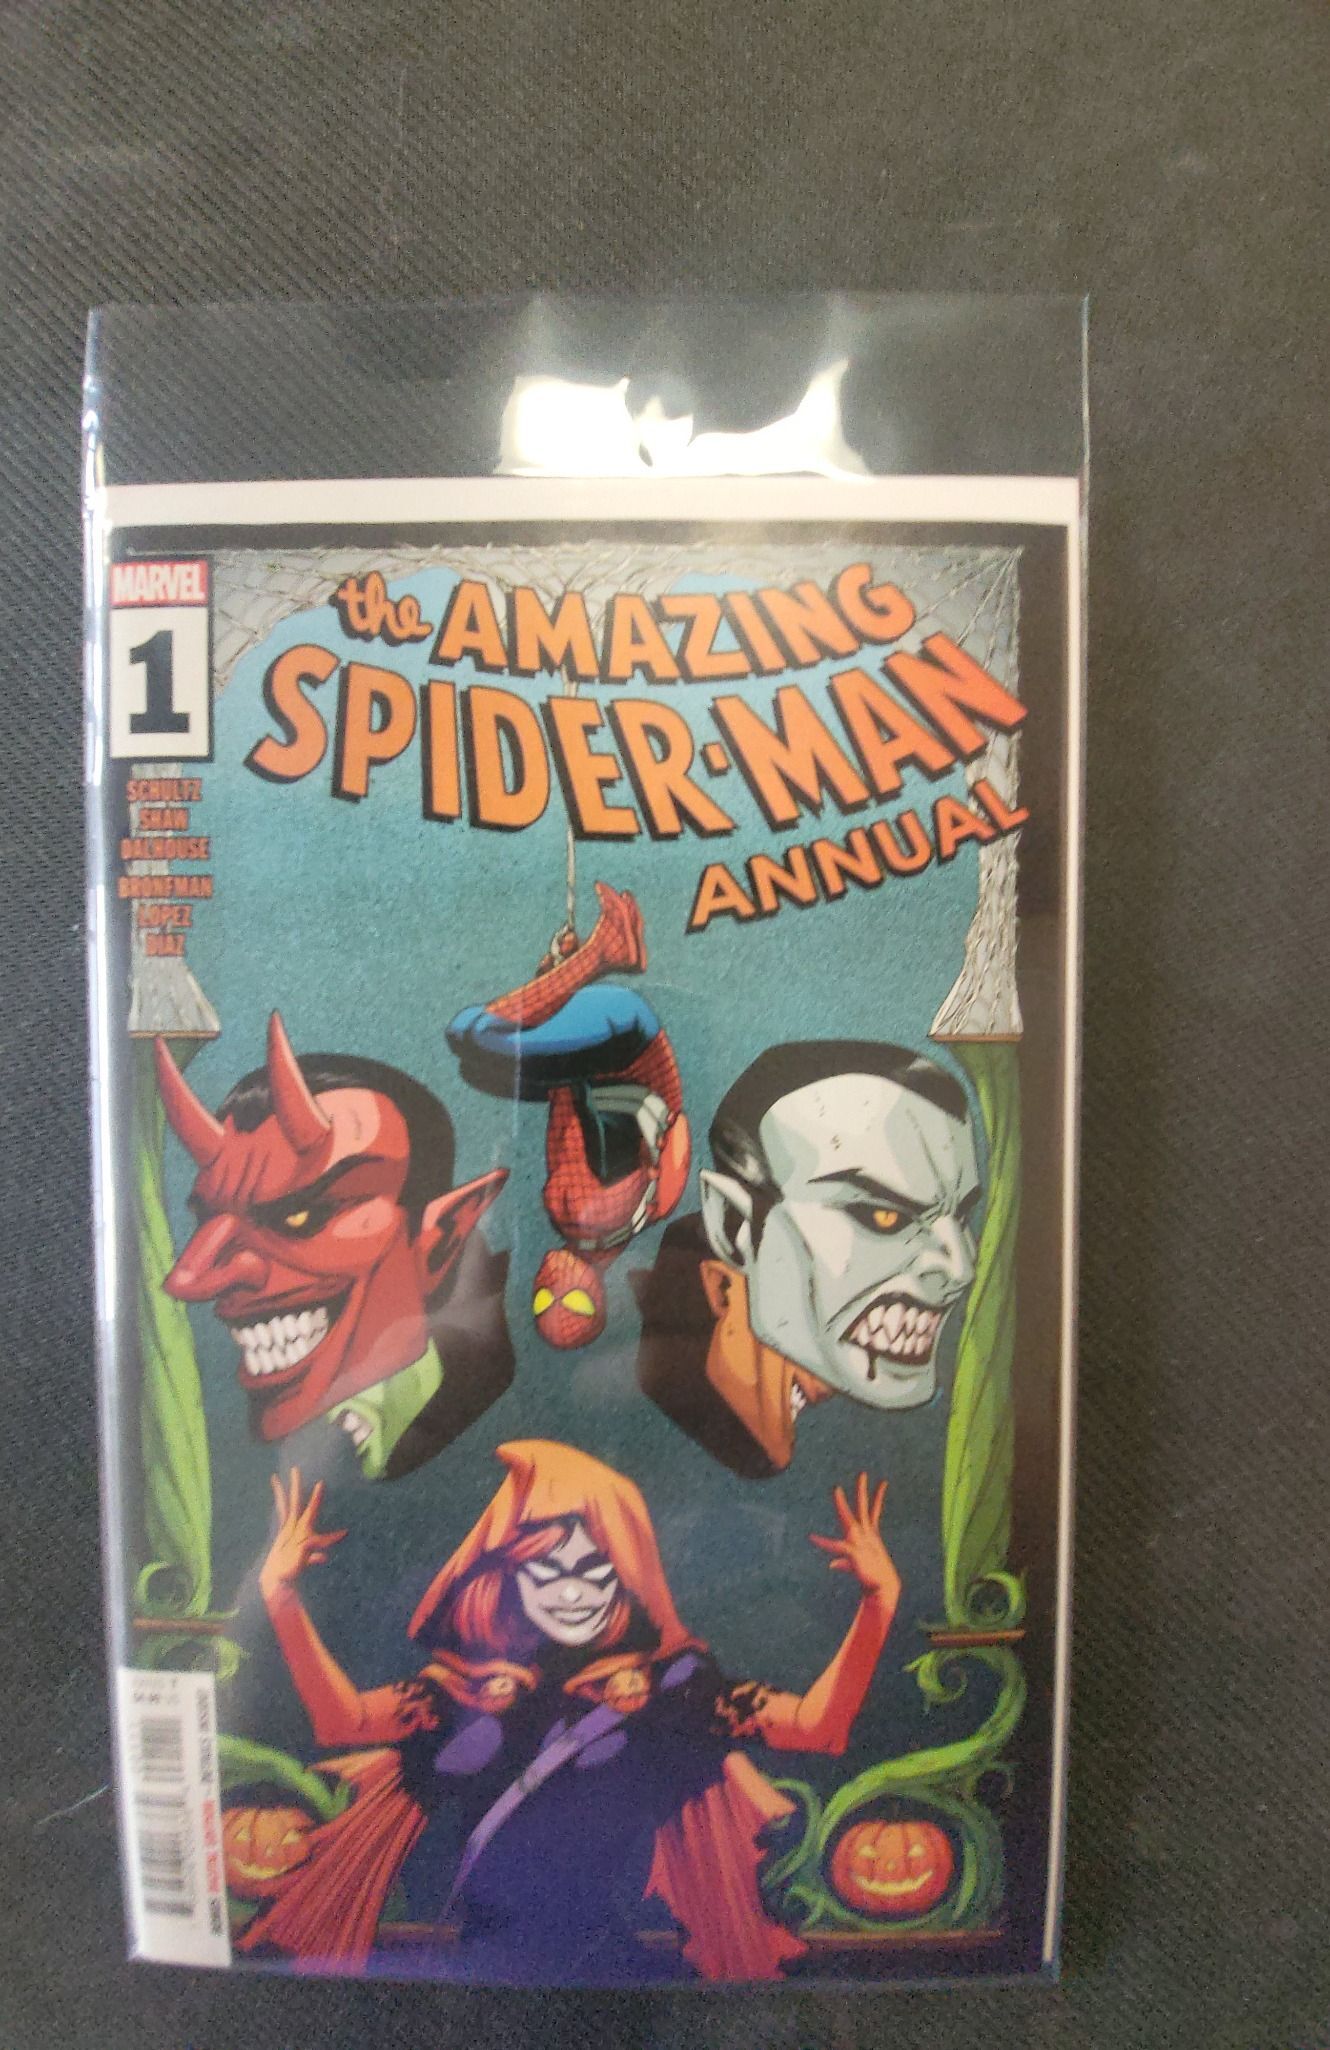 MARVEL
1
the AMAZING
SPIDER-MAN
ANNUAL
SCHULTZ
SHAW
DALHOUSE
BRONFMAN
LOPEZ
DIAZ